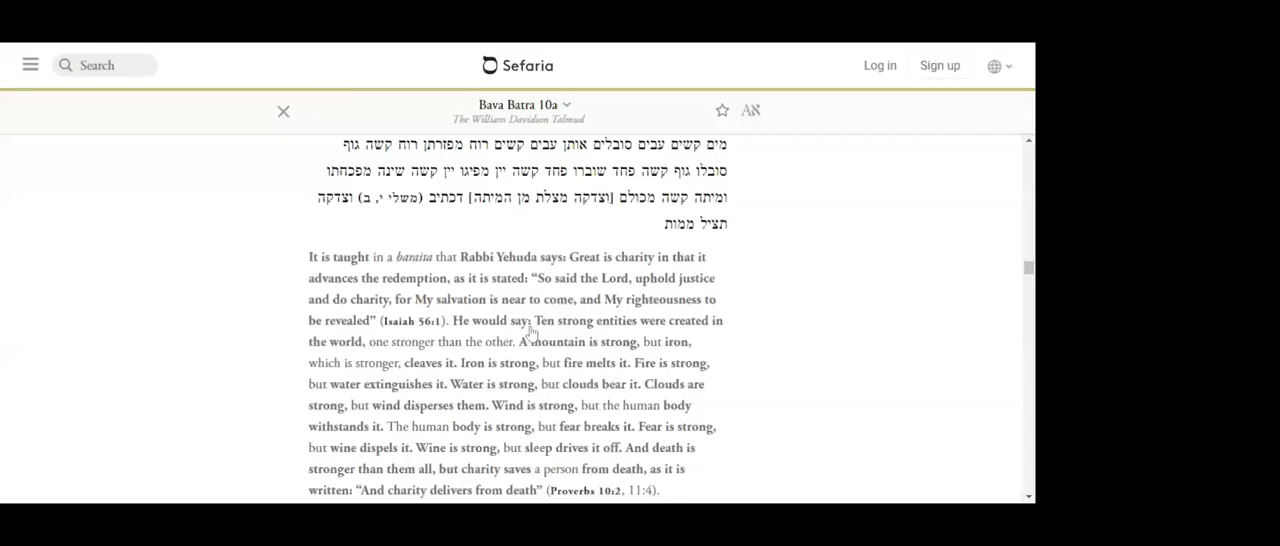 Search
Sefaria
Log in
Sign up
Bava Batra 10a
The William Davidson Talmud
Aא
מים קשים עבים סובלים אותן עבים קשים רוח מפזרתן רוח קשה גוף
סובלו גוף קשה פחד שוברו פחד קשה יין מפיגו יין קשה שינה מפכחתו
ומיתה קשה מכולם [וצדקה מצלת מן המיתה] דכתיב (משלי י, ב) וצדקה
תציל ממות
It is taught in a baraita that Rabbi Yehuda says: Great is charity in that it
advances the redemption, as it is stated: “So said the Lord, uphold justice
and do charity, for My salvation is near to come, and My righteousness to
be revealed” (Isaiah 56:1). He would say: Ten strong entities were created in
the world, one stronger than the other. A mountain is strong, but iron,
which is stronger, cleaves it. Iron is strong, but fire melts it. Fire is strong,
but water extinguishes it. Water is strong, but clouds bear it. Clouds are
strong, but wind disperses them. Wind is strong, but the human body
withstands it. The human body is strong, but fear breaks it. Fear is strong,
but wine dispels it. Wine is strong, but sleep drives it off. And death is
stronger than them all, but charity saves a person from death, as it is
written: “And charity delivers from death” (Proverbs 10:2, 11:4).